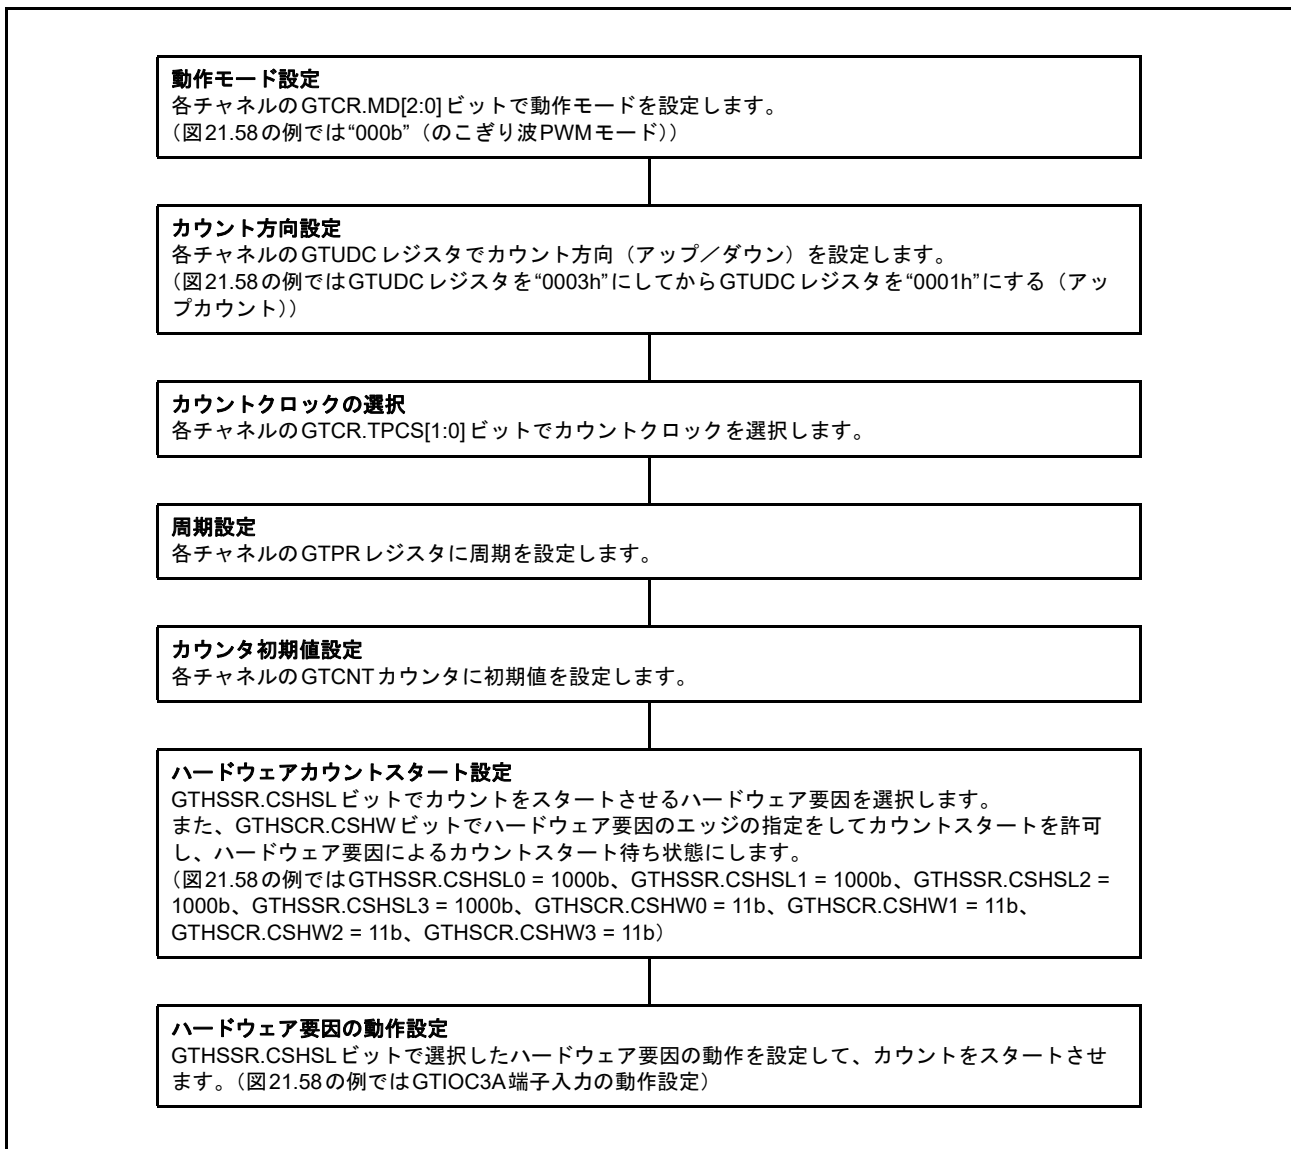 動作モード設定
各チャネルのGTCR.MD[2:0]ビットで動作モードを設定します。
（図21.58の例では“000b”（のこぎり波PWMモード））
カウント方向設定
各チャネルのGTUDCレジスタでカウント方向（アップ／ダウン）を設定します。
（図21.58の例ではGTUDCレジスタを“0003h”にしてからGTUDCレジスタを“0001h”にする（アッ
プカウント））
カウントクロックの選択
各チャネルのGTCR.TPCS[1:0]ビットでカウントクロックを選択します。
周期設定
各チャネルのGTPRレジスタに周期を設定します。
カウンタ初期値設定
各チャネルのGTCNTカウンタに初期値を設定します。
ハードウェアカウントスタート設定
GTHSSR.CSHSLビットでカウントをスタートさせるハードウェア要因を選択します。
また、GTHSCR.CSHWビットでハードウェア要因のエッジの指定をしてカウントスタートを許可
し、ハードウェア要因によるカウントスタート待ち状態にします。
（図21.58の例ではGTHSSR.CSHSL0 = 1000b、GTHSSR.CSHSL1 = 1000b、GTHSSR.CSHSL2 =
1000b、GTHSSR.CSHSL3 = 1000b、GTHSCR.CSHW0 = 11b、GTHSCR.CSHW1 = 11b、
GTHSCR.CSHW2 = 11b、GTHSCR.CSHW3 = 11b）
ハードウェア要因の動作設定
GTHSSR.CSHSLビットで選択したハードウェア要因の動作を設定して、カウントをスタートさせ
ます。（図21.58の例ではGTIOC3A端子入力の動作設定）